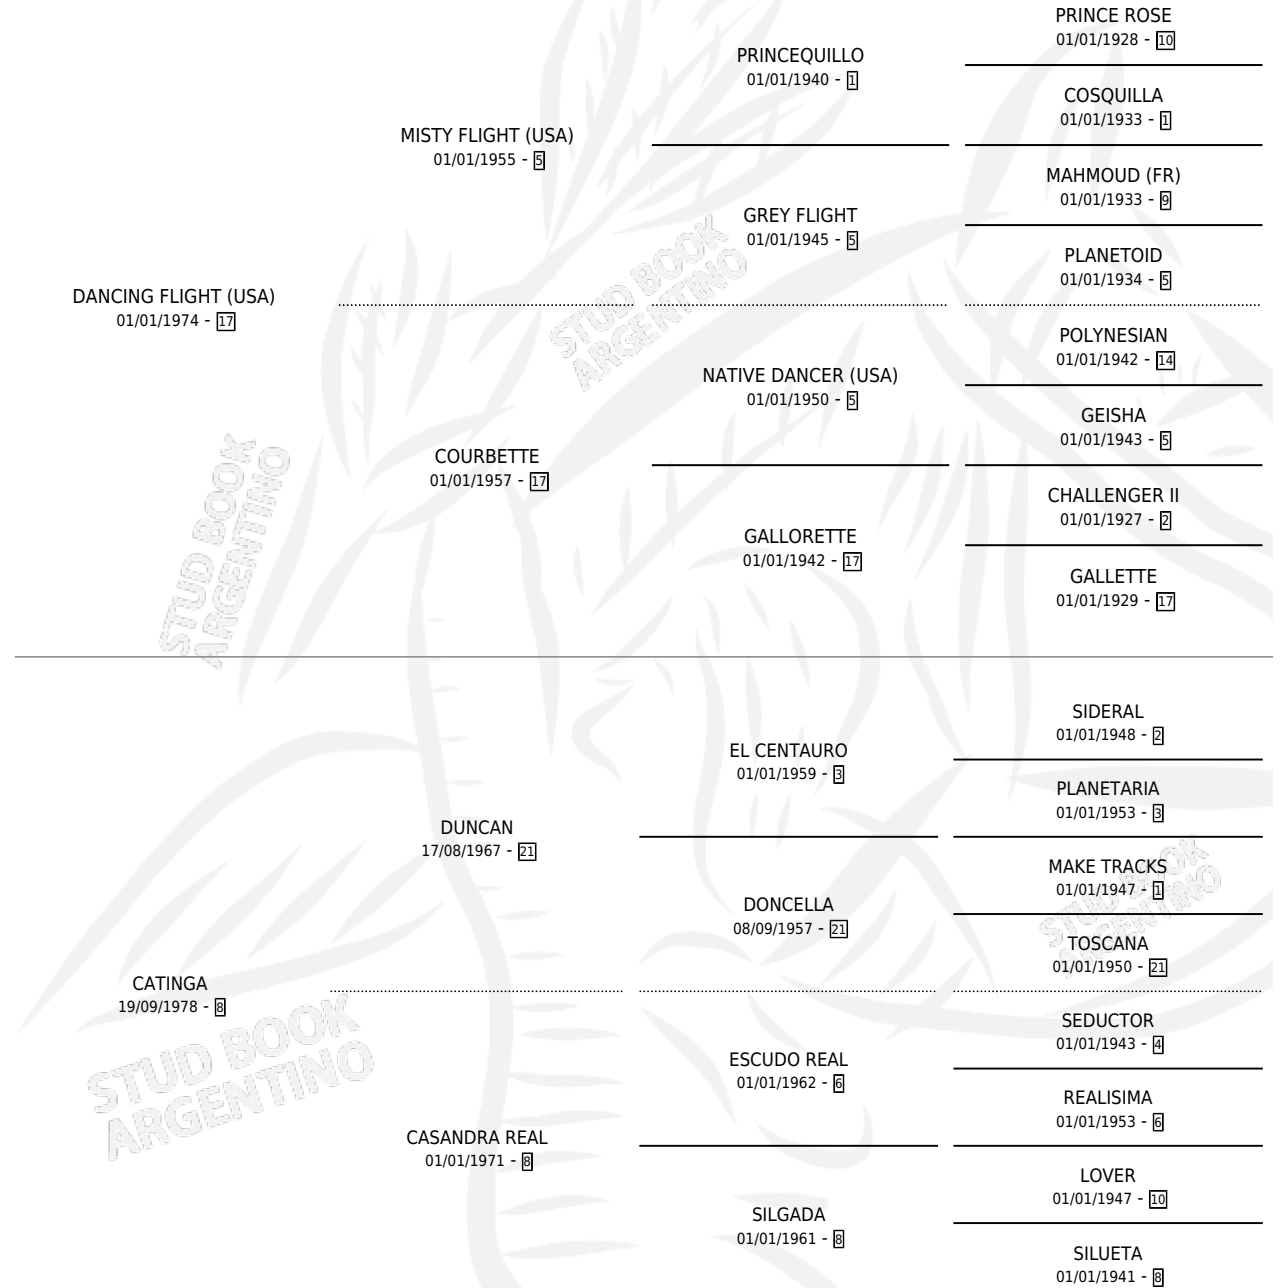 PRINCE ROSE
01/01/1928 - 10
PRINCEQUILLO
01/01/1940 - 1
COSQUILLA
01/01/1933 - 1
MISTY FLIGHT (USA)
01/01/1955 - 5
MAHMOUD (FR)
01/01/1933 - 9
GREY FLIGHT
01/01/1945 - 5
PLANETOID
01/01/1934 - 5
DANCING FLIGHT (USA)
01/01/1974 - 17
STUD BOOK
ARGENTINO
POLYNESIAN
01/01/1942 - 14
NATIVE DANCER (USA)
01/01/1950 - 5
GEISHA
01/01/1943 - 5
COURBETTE
01/01/1957 - 17
CHALLENGER II
01/01/1927 - 2
GALLORETTE
01/01/1942 - 17
GALLETTE
01/01/1929 - 17
STUD BOOK
ARGENTINO
SIDERAL
01/01/1948 - 2
EL CENTAURO
01/01/1959 - 3
PLANETARIA
01/01/1953 - 3
DUNCAN
17/08/1967 - 21
MAKE TRACKS
01/01/1947 - 1
DONCELLA
08/09/1957 - 21
STUD BOOK
ARGENTINO
TOSCANA
01/01/1950 - 21
CATINGA
19/09/1978 - 8
SEDUCTOR
01/01/1943 - 4
ESCUDO REAL
01/01/1962 - 6
REALISIMA
01/01/1953 - 6
STUD BOOK
ARGENTINO
CASANDRA REAL
01/01/1971 - 8
LOVER
01/01/1947 - 10
SILGADA
01/01/1961 - 8
SILUETA
01/01/1941 - 8